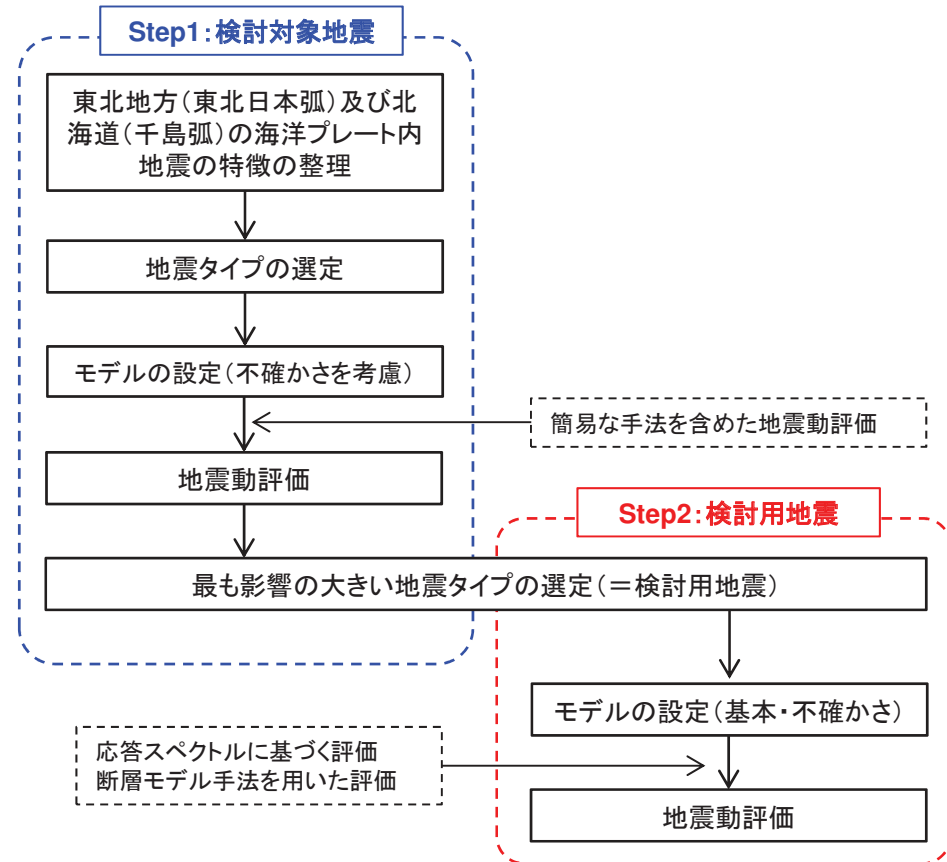 Step1:検討対象地震
東北地方(東北日本弧)及び北
海道(千島弧)の海洋プレート内
地震の特徴の整理
地震タイプの選定
モデルの設定(不確かさを考慮)
簡易な手法を含めた地震動評価
地震動評価
Step2:検討用地震
最も影響の大きい地震タイプの選定(=検討用地震)
モデルの設定(基本・不確かさ)
応答スペクトルに基づく評価
断層モデル手法を用いた評価
地震動評価